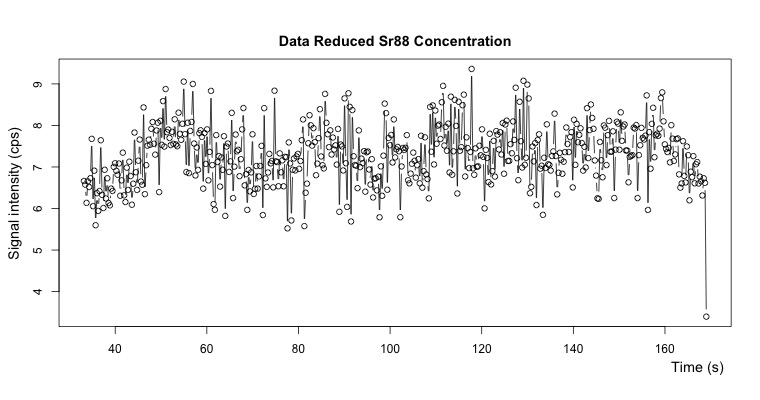 Data Reduced Sr88 Concentration
Signal intensity (cps)
9
8
7
6
5
4
40 60 80 100 120 140 160
Time (s)